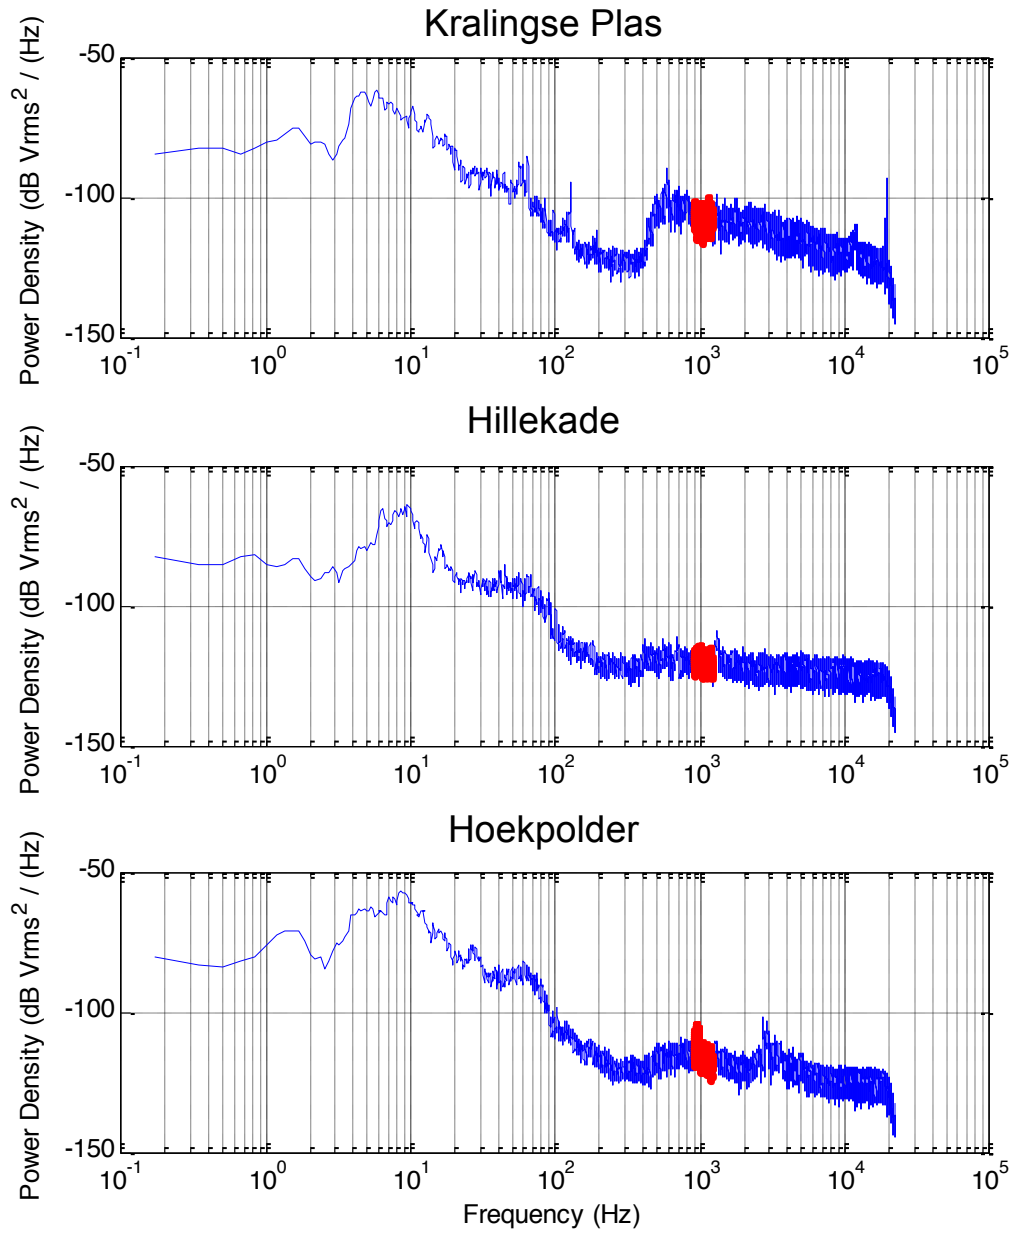 Kralingse Plas
Power Density (dB Vrms² / (Hz)
-50
-100
-150
10⁻¹ 10⁰ 10¹ 10² 10³ 10⁴ 10⁵
Hillekade
Power Density (dB Vrms² / (Hz)
-50
-100
-150
10⁻¹ 10⁰ 10¹ 10² 10³ 10⁴ 10⁵
Hoekpolder
Power Density (dB Vrms² / (Hz)
-50
-100
-150
10⁻¹ 10⁰ 10¹ 10² 10³ 10⁴ 10⁵
Frequency (Hz)